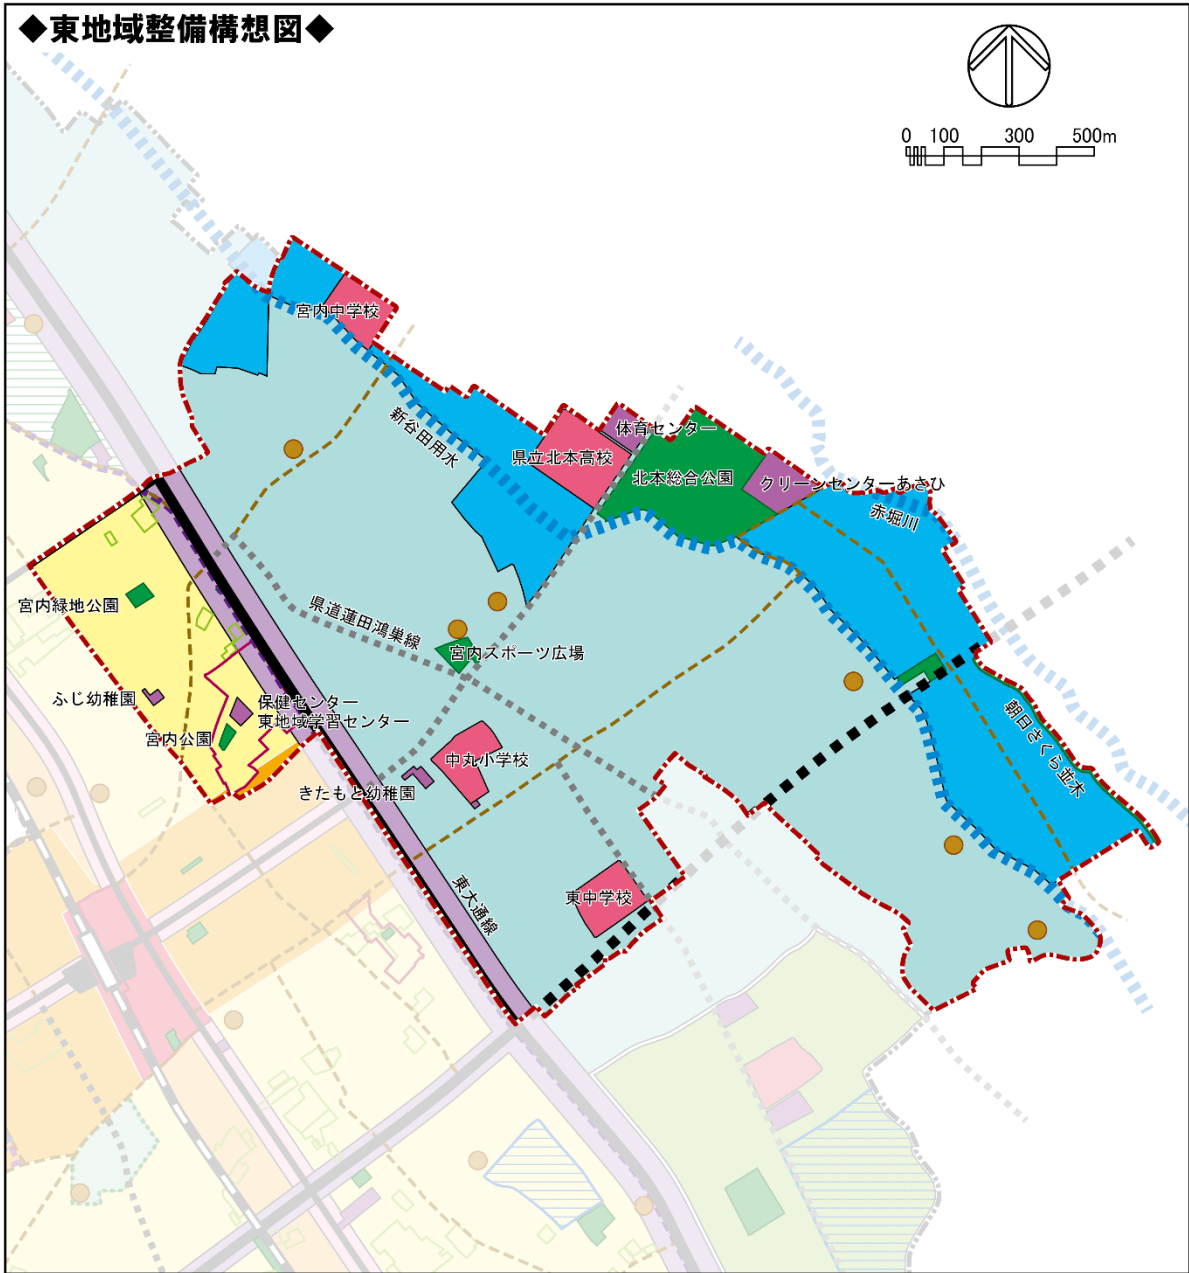 ◆東地域整備構想図◆
0 100 300 500m
宮内中学校
新谷田用水
体育センター
県立北本高校
北本総合公園
クリーンセンターあさひ
赤堀川
宮内緑地公園
県道蓮田鴻巣線
宮内スポーツ広場
ふじ幼稚園
保健センター
東地域学習センター
宮内公園
朝日さくら並木
中丸小学校
きたもと幼稚園
東大通線
東中学校